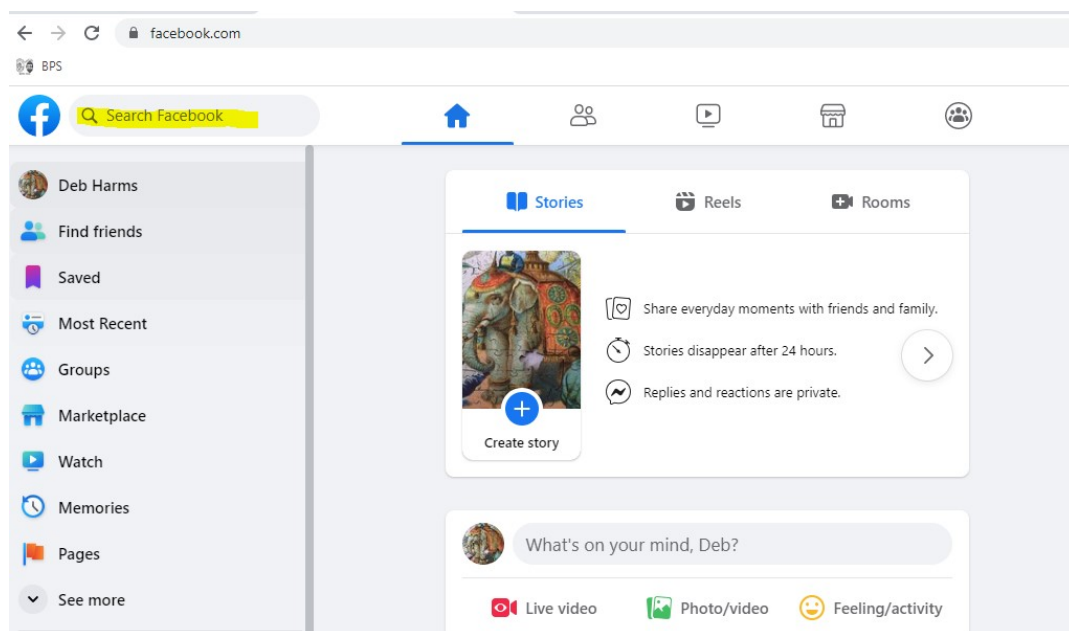 facebook.com
BPS
Search Facebook
Deb Harms
Find friends
Saved
Most Recent
Groups
Marketplace
Watch
Memories
Pages
See more
Stories
Reels
Rooms
Share everyday moments with friends and family.
Stories disappear after 24 hours.
Replies and reactions are private.
Create story
What's on your mind, Deb?
Live video
Photo/video
Feeling/activity